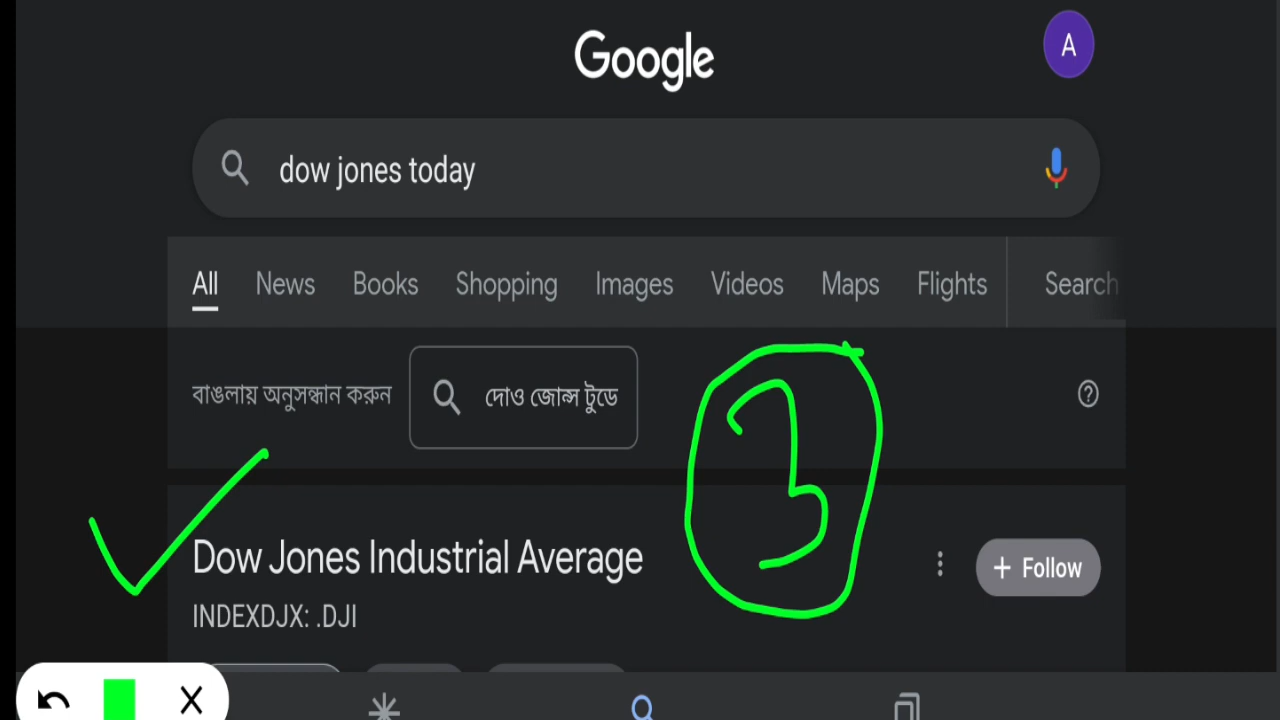 Google
A
dow jones today
All News Books Shopping Images Videos Maps Flights Search
বাঙলায় অনুসন্ধান করুন দোও জোন্স টুডে
3
Dow Jones Industrial Average
+ Follow
INDEXDJX: .DJI
X